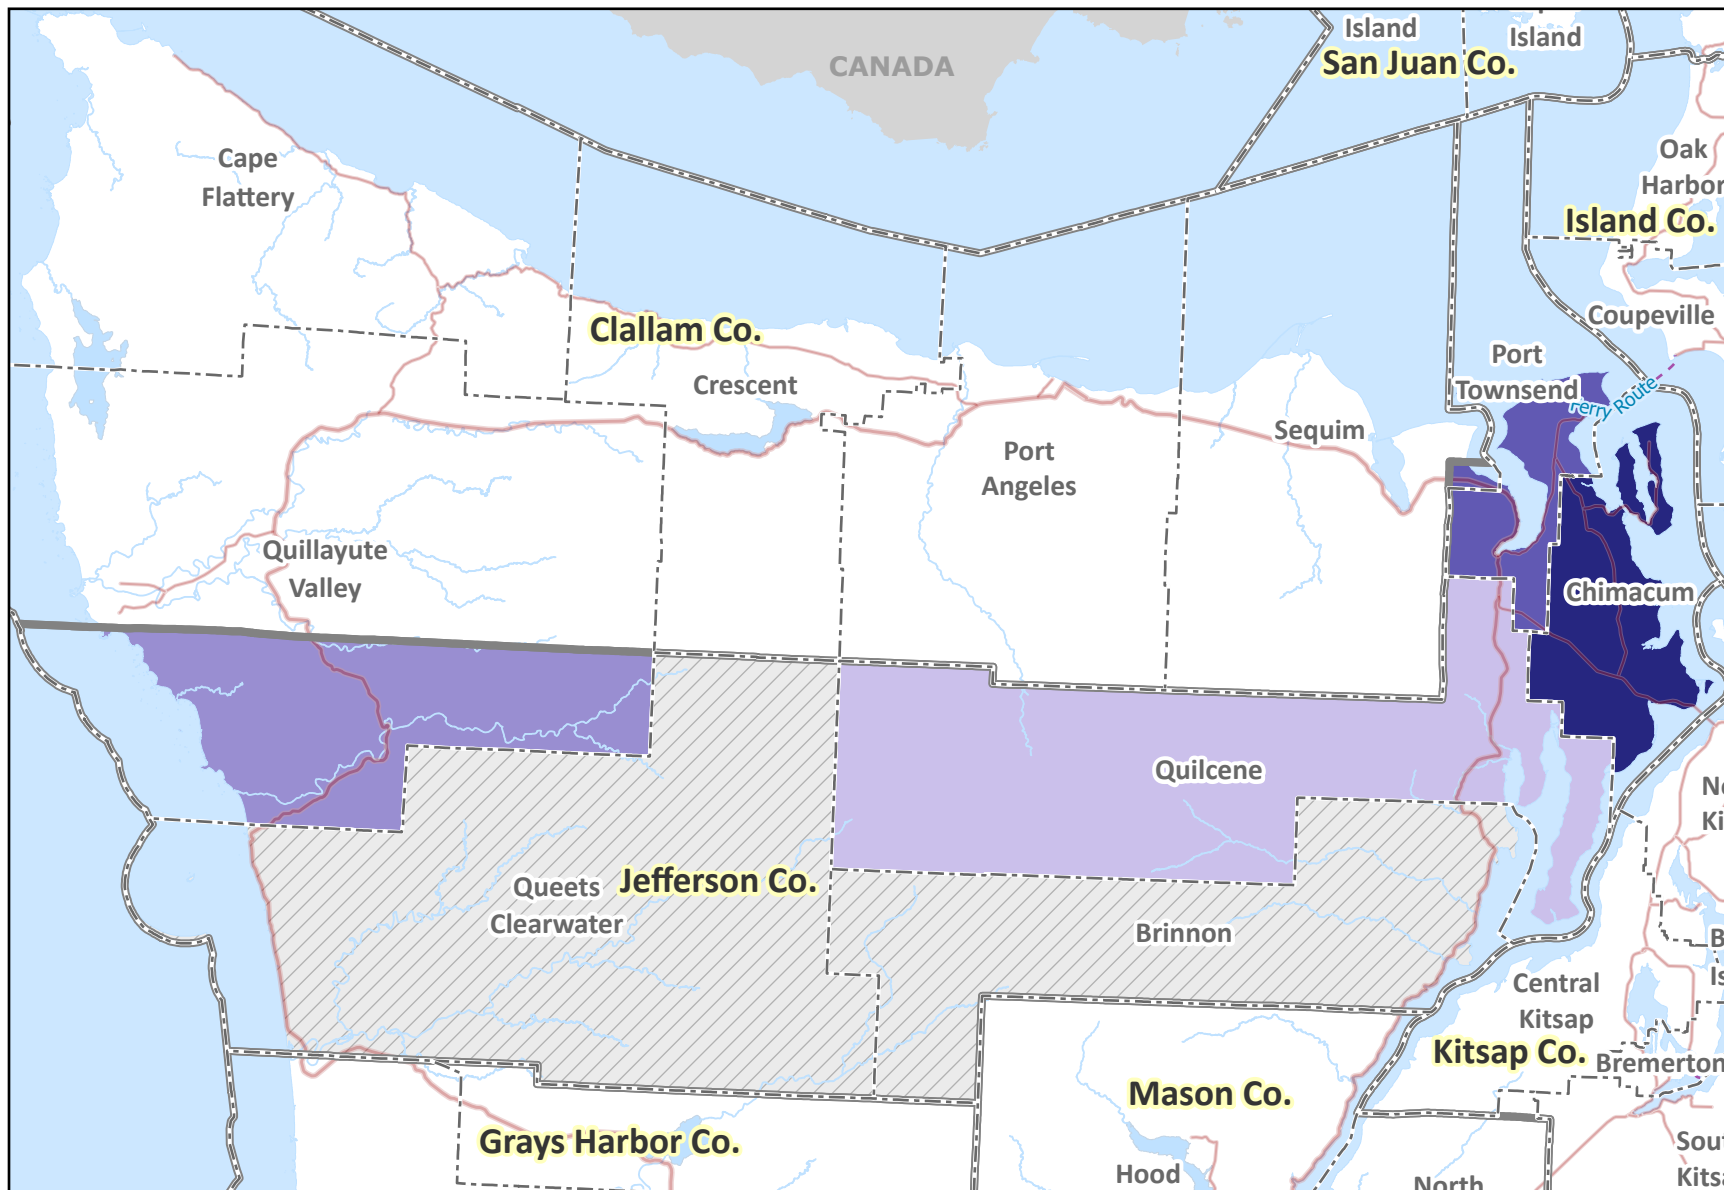 Island
Island
San Juan Co.
CANADA
Oak
Harbor
Cape
Flattery
Island Co.
Coupeville
Clallam Co.
Port
Townsend
Crescent
Ferry Route
Sequim
Port
Angeles
Quillayute
Valley
Chimacum
Quilcene
Jefferson Co.
Queets
Clearwater
Brinnon
Central
Kitsap
Kitsap Co.
Bremerton
Mason Co.
Grays Harbor Co.
Hood
North